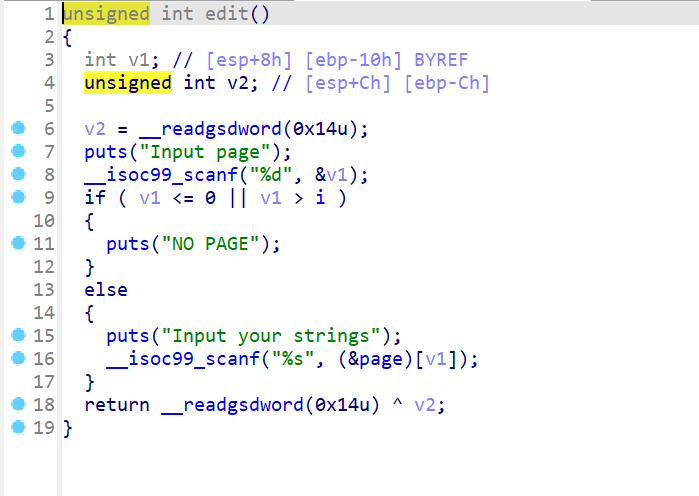 1 unsigned int edit()
2 {
3   int v1; // [esp+8h] [ebp-10h] BYREF
4   unsigned int v2; // [esp+Ch] [ebp-Ch]
5
6   v2 = __readgsdword(0x14u);
7   puts("Input page");
8   __isoc99_scanf("%d", &v1);
9   if ( v1 <= 0 || v1 > i )
10   {
11     puts("NO PAGE");
12   }
13   else
14   {
15     puts("Input your strings");
16     __isoc99_scanf("%s", (&page)[v1]);
17   }
18   return __readgsdword(0x14u) ^ v2;
19 }